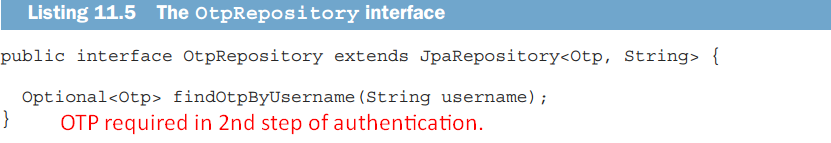 Listing 11.5 The OtpRepository interface
public interface OtpRepository extends JpaRepository<Otp, String> {
Optional<Otp> findOtpByUsername(String username);
}
OTP required in 2nd step of authentication.